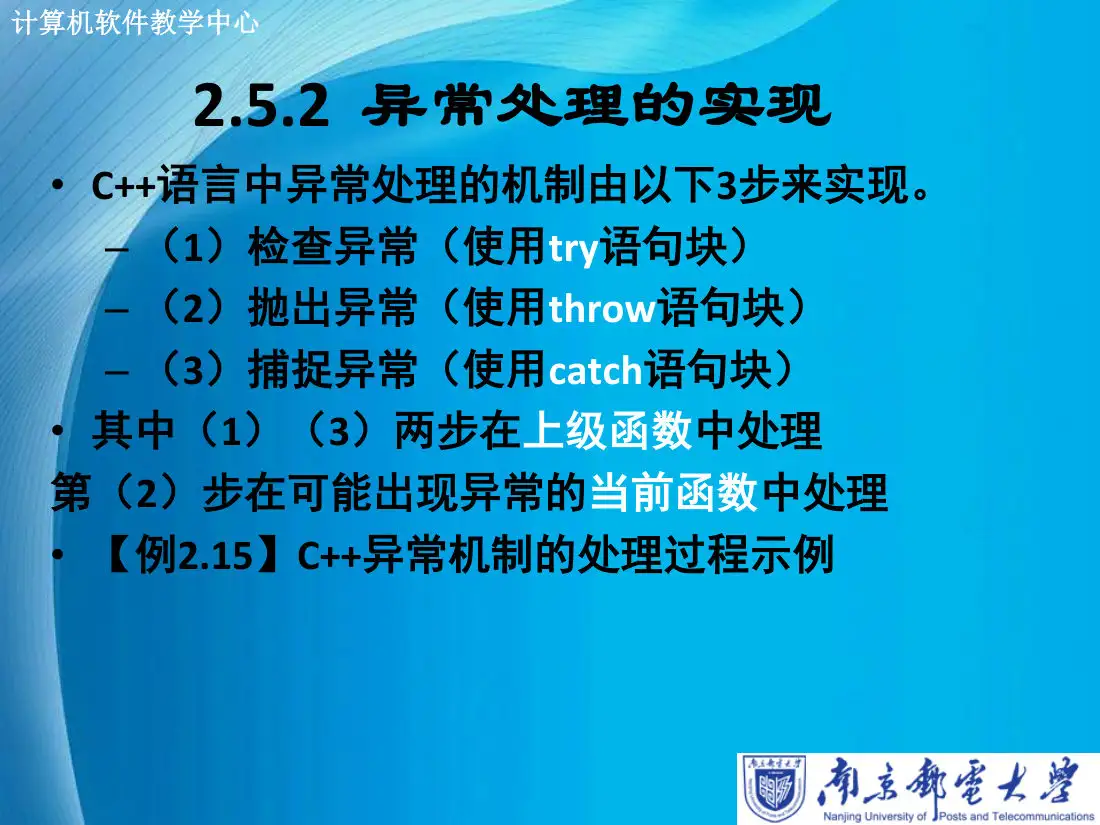 计算机软件教学中心
2.5.2 异常处理的实现
• C++语言中异常处理的机制由以下3步来实现。
– （1）检查异常（使用try语句块）
– （2）抛出异常（使用throw语句块）
– （3）捕捉异常（使用catch语句块）
• 其中（1）（3）两步在上级函数中处理
第（2）步在可能出现异常的当前函数中处理
• 【例2.15】C++异常机制的处理过程示例
南京邮电大学
南京郵電大學
Nanjing University of Posts and Telecommunications